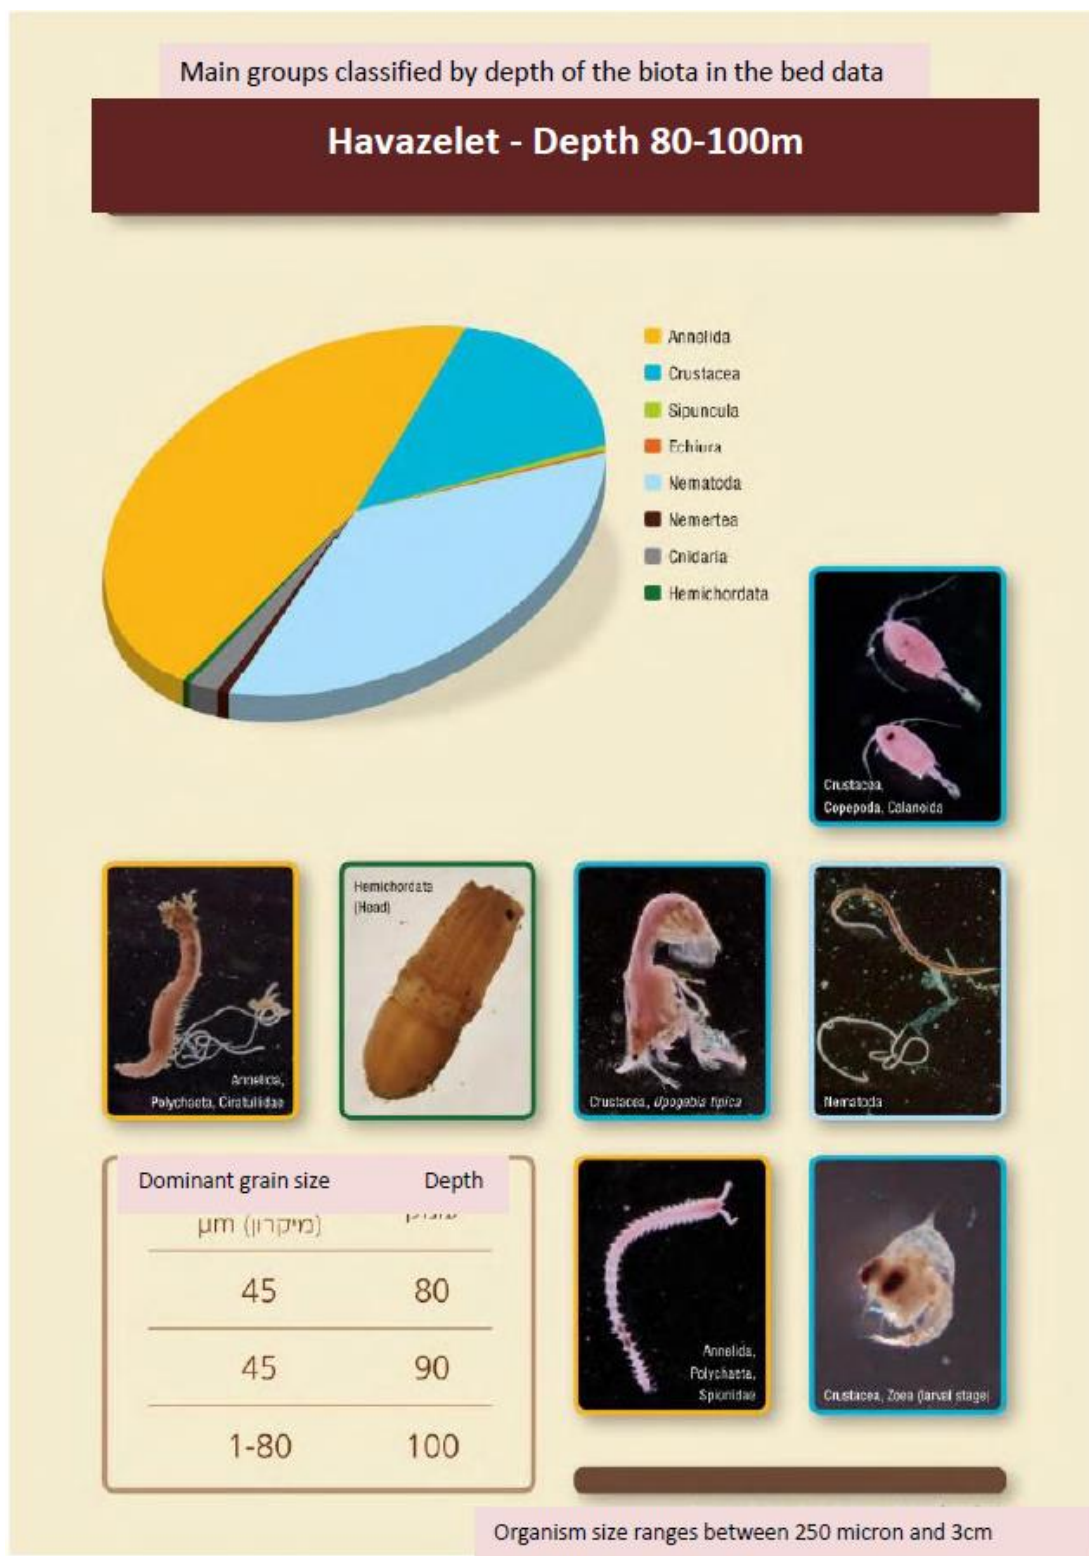 Main groups classified by depth of the biota in the bed data
Havazelet - Depth 80-100m
Annelida
Crustacea
Sipuncula
Echiura
Nematoda
Nemertea
Cnidaria
Hemichordata
Crustacea,
Copepoda, Calanoida
Annelida,
Polychaeta, Ciratullidae
Hemichordata
(Head)
Crustacea, Upogebia tipica
Nematoda
Dominant grain size Depth
μm (מיקרון)
45 80
45 90
1-80 100
Annelida,
Polychaeta,
Spionidae
Crustacea, Zoea (larval stage)
Organism size ranges between 250 micron and 3cm